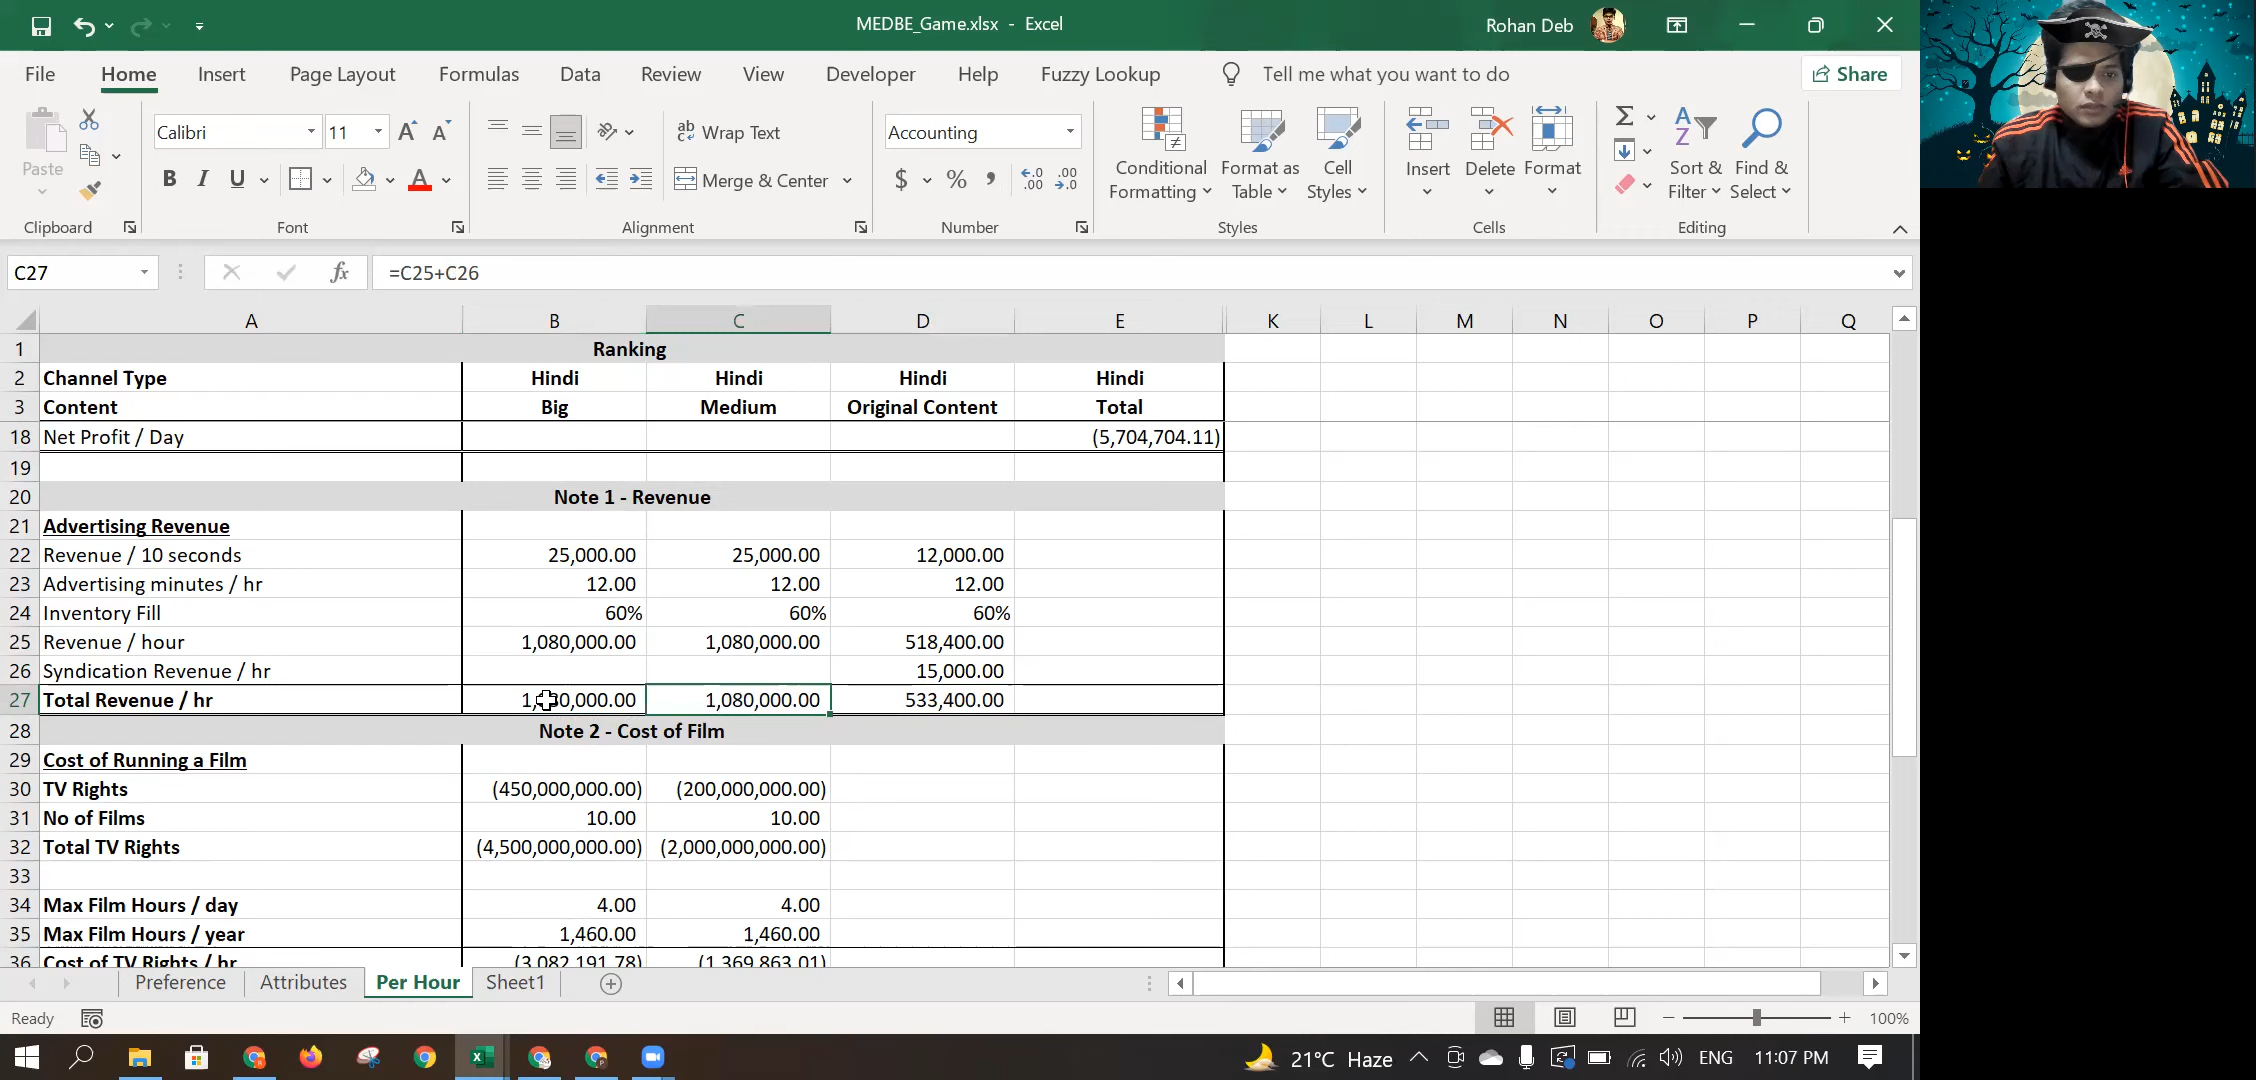 MEDBE_Game.xlsx - Excel
Rohan Deb
File Home Insert Page Layout Formulas Data Review View Developer Help Fuzzy Lookup Tell me what you want to do Share
Paste
Clipboard
Calibri 11
B I U
Font
Wrap Text
Merge & Center
Alignment
Accounting
Number
Conditional Formatting
Format as Table
Cell Styles
Styles
Insert Delete Format
Cells
Sort & Filter
Find & Select
Editing
C27 fx =C25+C26
A B C D E K L M N O P Q
1 Ranking
2 Channel Type Hindi Hindi Hindi Hindi
3 Content Big Medium Original Content Total
18 Net Profit / Day (5,704,704.11)
19
20 Note 1 - Revenue
21 Advertising Revenue
22 Revenue / 10 seconds 25,000.00 25,000.00 12,000.00
23 Advertising minutes / hr 12.00 12.00 12.00
24 Inventory Fill 60% 60% 60%
25 Revenue / hour 1,080,000.00 1,080,000.00 518,400.00
26 Syndication Revenue / hr 15,000.00
27 Total Revenue / hr 1,080,000.00 1,080,000.00 533,400.00
28 Note 2 - Cost of Film
29 Cost of Running a Film
30 TV Rights (450,000,000.00) (200,000,000.00)
31 No of Films 10.00 10.00
32 Total TV Rights (4,500,000,000.00) (2,000,000,000.00)
33
34 Max Film Hours / day 4.00 4.00
35 Max Film Hours / year 1,460.00 1,460.00
36 Cost of TV Rights / hr (3,082,191.78) (1,369,863.01)
Preference Attributes Per Hour Sheet1
Ready
100%
21°C Haze ENG 11:07 PM